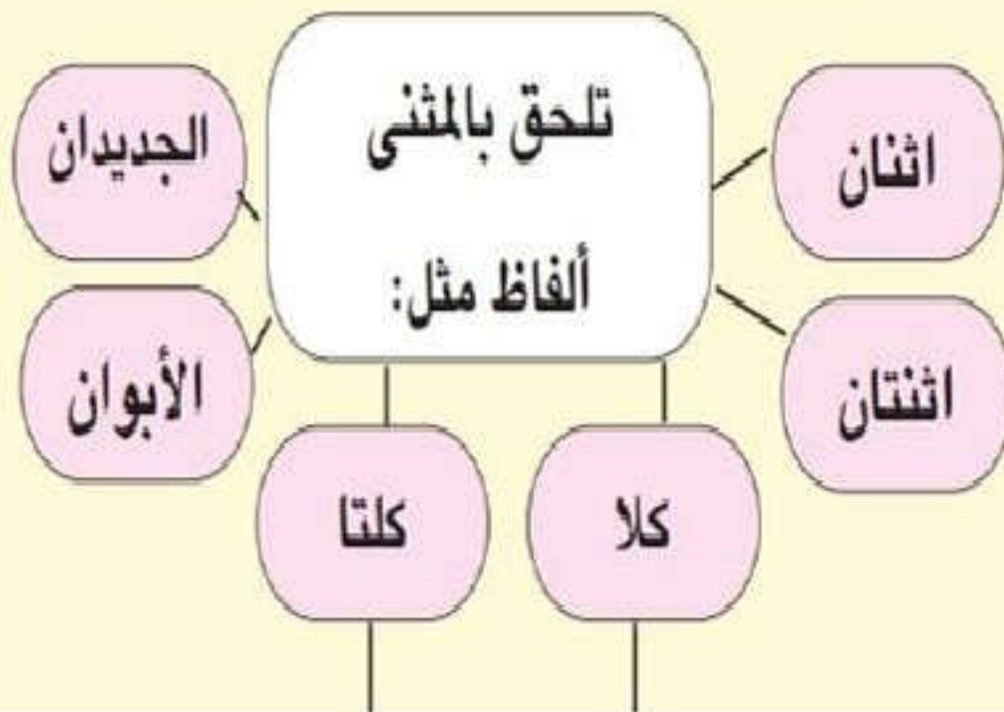 تلحق بالمثنى
ألفاظ مثل:
اثنان
الجديدان
اثنتان
الأبوان
كلا
كلتا